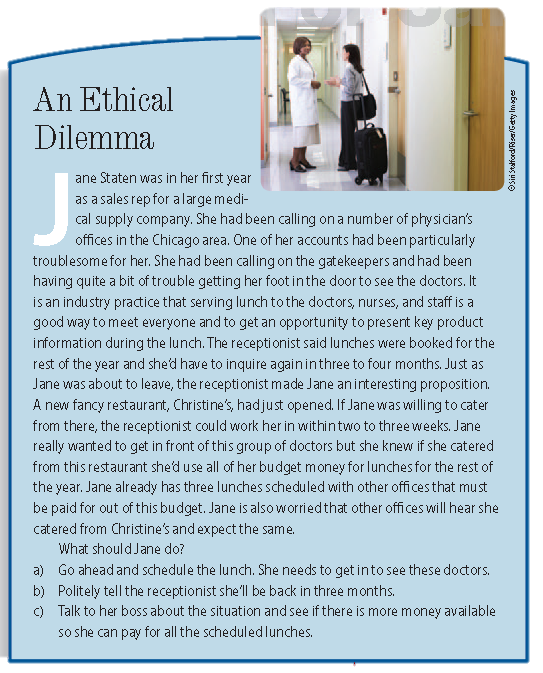 An Ethical
Dilemma
Jane Staten was in her first year
as a sales rep for a large medi-
cal supply company. She had been calling on a number of physician’s
offices in the Chicago area. One of her accounts had been particularly
troublesome for her. She had been calling on the gatekeepers and had been
having quite a bit of trouble getting her foot in the door to see the doctors. It
is an industry practice that serving lunch to the doctors, nurses, and staff is a
good way to meet everyone and to get an opportunity to present key product
information during the lunch. The receptionist said lunches were booked for the
rest of the year and she’d have to inquire again in three to four months. Just as
Jane was about to leave, the receptionist made Jane an interesting proposition.
A new fancy restaurant, Christine’s, had just opened. If Jane was willing to cater
from there, the receptionist could work her in within two to three weeks. Jane
really wanted to get in front of this group of doctors but she knew if she catered
from this restaurant she’d use all of her budget money for lunches for the rest of
the year. Jane already has three lunches scheduled with other offices that must
be paid for out of this budget. Jane is also worried that other offices will hear she
catered from Christine’s and expect the same.
What should Jane do?
a) Go ahead and schedule the lunch. She needs to get in to see these doctors.
b) Politely tell the receptionist she’ll be back in three months.
c) Talk to her boss about the situation and see if there is more money available
so she can pay for all the scheduled lunches.
© Siri Stafford/Riser/Getty Images